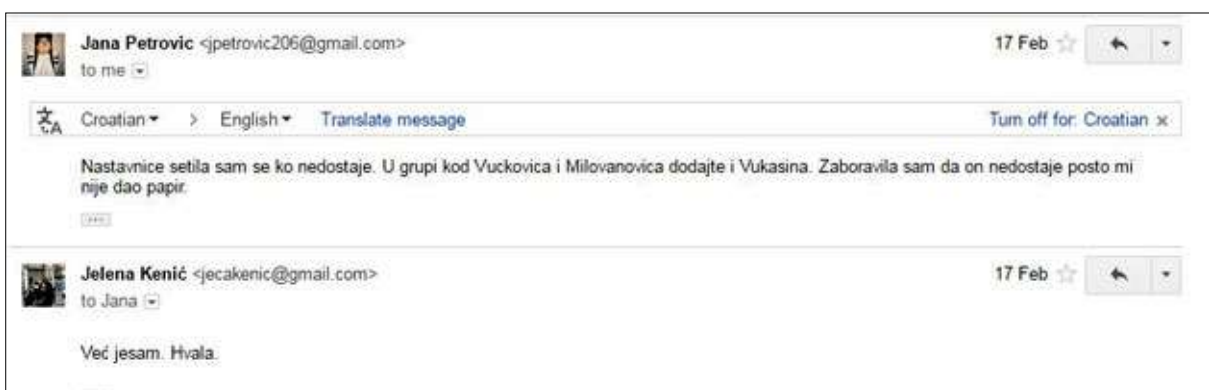 Jana Petrovic <jpetrovic206@gmail.com> 17 Feb
to me
Croatian > English Translate message Turn off for: Croatian x
Nastavnice setila sam se ko nedostaje. U grupi kod Vuckovica i Milovanovica dodajte i Vukasina. Zaboravila sam da on nedostaje posto mi
nije dao papir.
Jelena Kenić <jecakenic@gmail.com> 17 Feb
to Jana
Već jesam. Hvala.